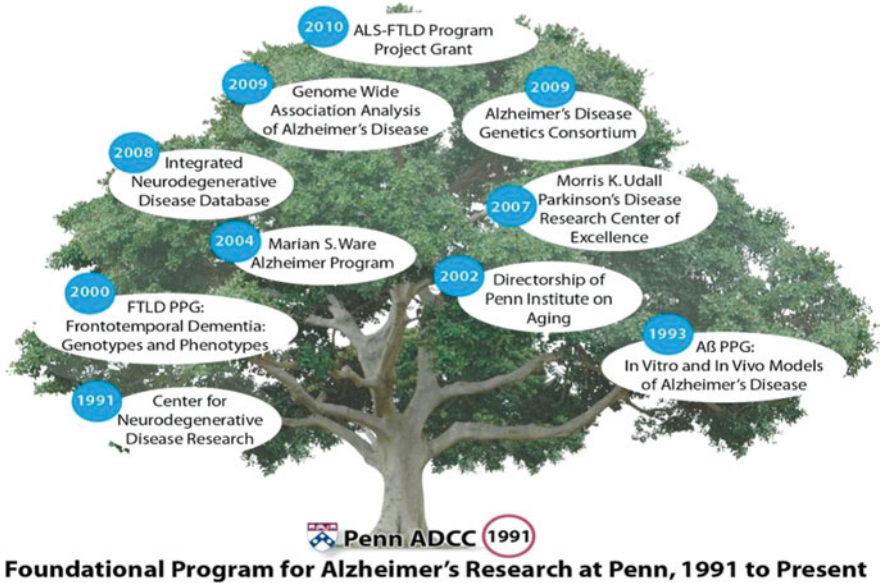 2010
ALS-FTLD Program
Project Grant
2009
Genome Wide
Association Analysis
of Alzheimer's Disease
2009
Alzheimer's Disease
Genetics Consortium
2008
Integrated
Neurodegenerative
Disease Database
2007
Morris K. Udall
Parkinson's Disease
Research Center of
Excellence
2004
Marian S. Ware
Alzheimer Program
2002
Directorship of
Penn Institute on
Aging
2000
FTLD PPG:
Frontotemporal Dementia:
Genotypes and Phenotypes
1993
Aß PPG:
In Vitro and In Vivo Models
of Alzheimer's Disease
1991
Center for
Neurodegenerative
Disease Research
Penn ADCC 1991
Foundational Program for Alzheimer's Research at Penn, 1991 to Present